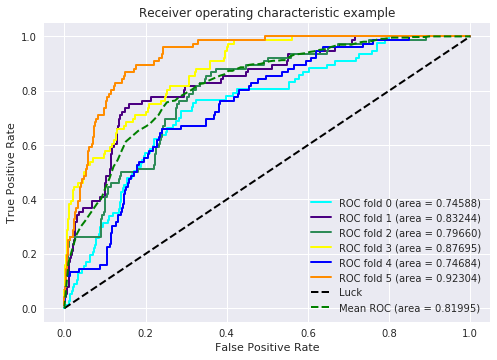 Receiver operating characteristic example
1.0
0.8
0.6
0.4
0.2
0.0
True Positive Rate
ROC fold 0 (area = 0.74588)
ROC fold 1 (area = 0.83244)
ROC fold 2 (area = 0.79660)
ROC fold 3 (area = 0.87695)
ROC fold 4 (area = 0.74684)
ROC fold 5 (area = 0.92304)
Luck
Mean ROC (area = 0.81995)
0.0 0.2 0.4 0.6 0.8 1.0
False Positive Rate